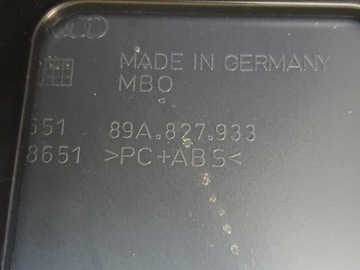 MADE IN GERMANY
MBO
651 89A.827.933
8651 >PC+ABS<